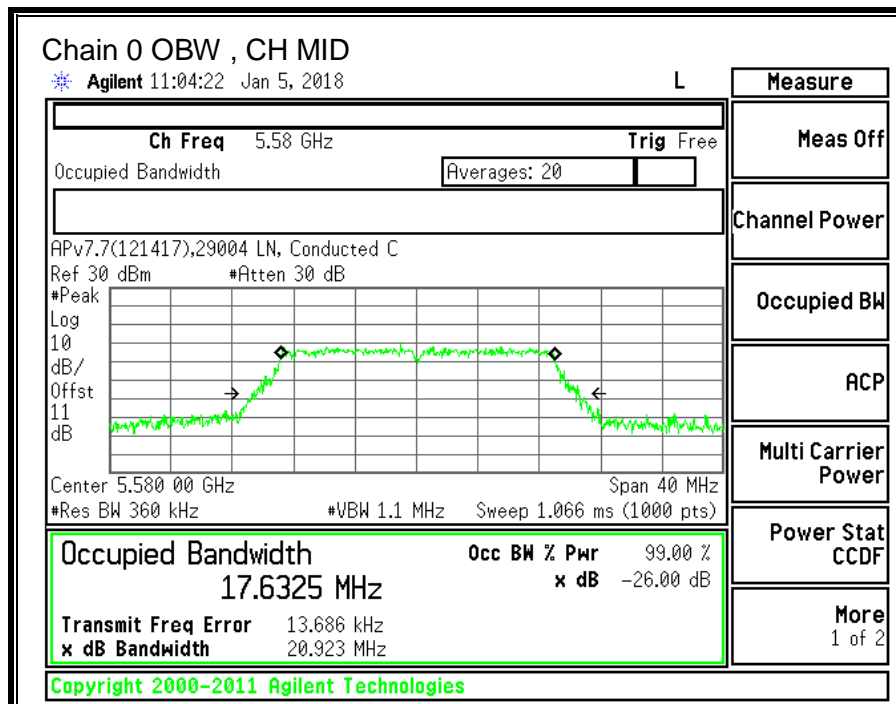 Chain 0 OBW , CH MID
Agilent 11:04:22 Jan 5, 2018 L
Measure
Ch Freq 5.58 GHz Trig Free
Occupied Bandwidth Averages: 20
APv7.7(121417),29004 LN, Conducted C
Ref 30 dBm #Atten 30 dB
#Peak
Log
10
dB/
Offst
11
dB
Center 5.580 00 GHz Span 40 MHz
#Res BW 360 kHz #VBW 1.1 MHz Sweep 1.066 ms (1000 pts)
Occupied Bandwidth
17.6325 MHz
Occ BW % Pwr 99.00 %
x dB -26.00 dB
Transmit Freq Error 13.686 kHz
x dB Bandwidth 20.923 MHz
Meas Off
Channel Power
Occupied BW
ACP
Multi Carrier
Power
Power Stat
CCDF
More
1 of 2
Copyright 2000-2011 Agilent Technologies